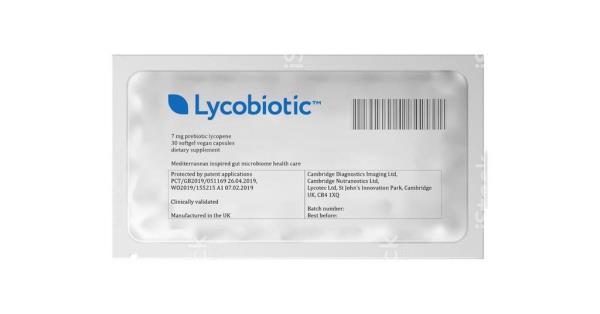 Lycobiotic™
7 mg prebiotic lycopene
30 softgel vegan capsules
dietary supplement
Mediterranean inspired gut microbiome health care
Protected by patent applications
PCT/GB2019/051169 26.04.2019,
WO2019/155215 A1 07.02.2019
Clinically validated
Manufactured in the UK
Cambridge Diagnostics Imaging Ltd,
Cambridge Nutraceutics Ltd,
Lycotec Ltd, St John's Innovation Park, Cambridge
UK, CB4 1XQ
Batch number:
Best before:
iStock